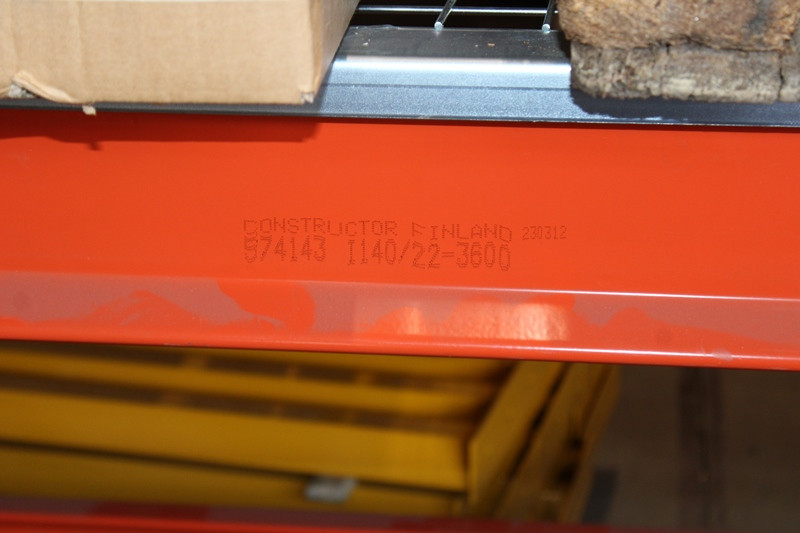 CONSTRUCTOR FINLAND 230312
574143 I140/22-3600